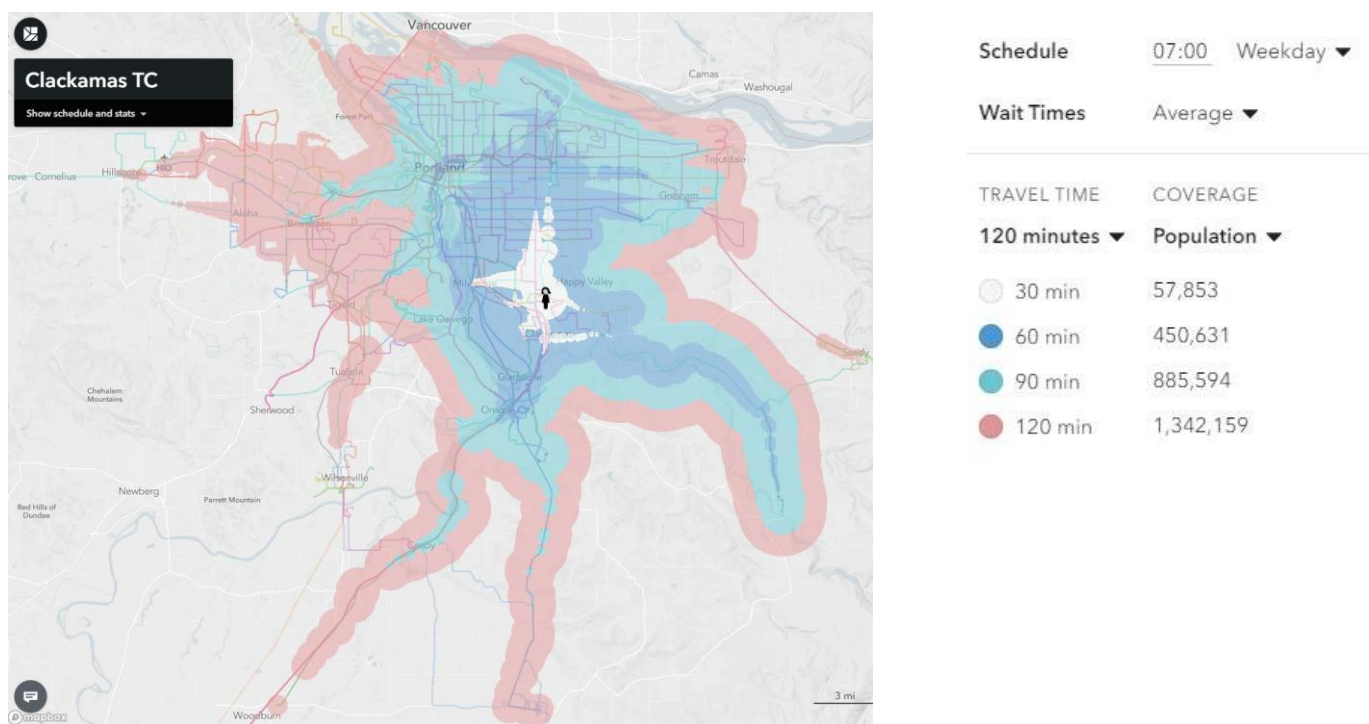 Vancouver
Clackamas TC
Show schedule and stats
Camas
Washougal
Forest Park
Portland
Troutdale
HIO
rove Cornelius
Gresham
Aloha
Happy Valley
Lake Oswego
Tigard
Tualatin
Gladstone
Sandy
Chehalem
Mountains
Sherwood
Oregon City
Wilsonville
Newberg
Parrett Mountain
Red Hills of
Dundee
Canby
3 mi
mapbox
Woodburn
Schedule 07:00 Weekday
Wait Times Average
TRAVEL TIME COVERAGE
120 minutes Population
30 min 57,853
60 min 450,631
90 min 885,594
120 min 1,342,159